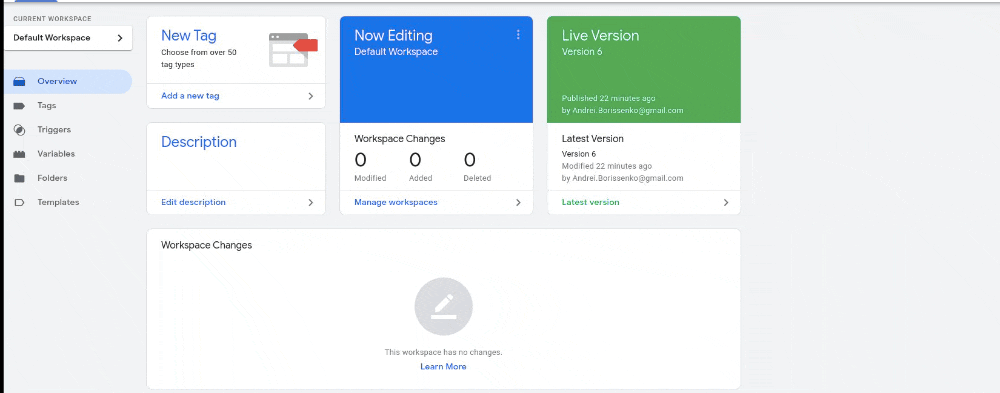 CURRENT WORKSPACE
Default Workspace
Overview
Tags
Triggers
Variables
Folders
Templates
New Tag
Choose from over 50
tag types
Add a new tag
Description
Edit description
Now Editing
Default Workspace
Workspace Changes
0 0 0
Modified Added Deleted
Manage workspaces
Live Version
Version 6
Published 22 minutes ago
by Andrei.Borissenko@gmail.com
Latest Version
Version 6
Modified 22 minutes ago
by Andrei.Borissenko@gmail.com
Latest version
Workspace Changes
This workspace has no changes.
Learn More